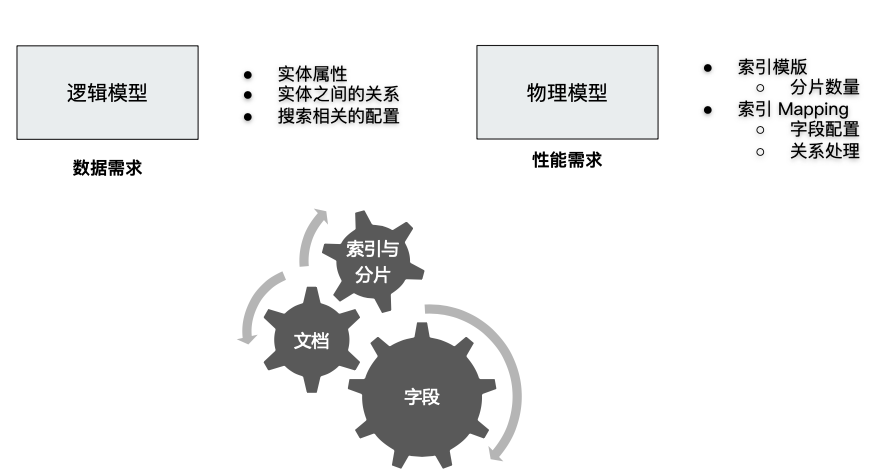 逻辑模型
数据需求
● 实体属性
● 实体之间的关系
● 搜索相关的配置
物理模型
性能需求
● 索引模版
○ 分片数量
● 索引 Mapping
○ 字段配置
○ 关系处理
索引与
分片
文档
字段